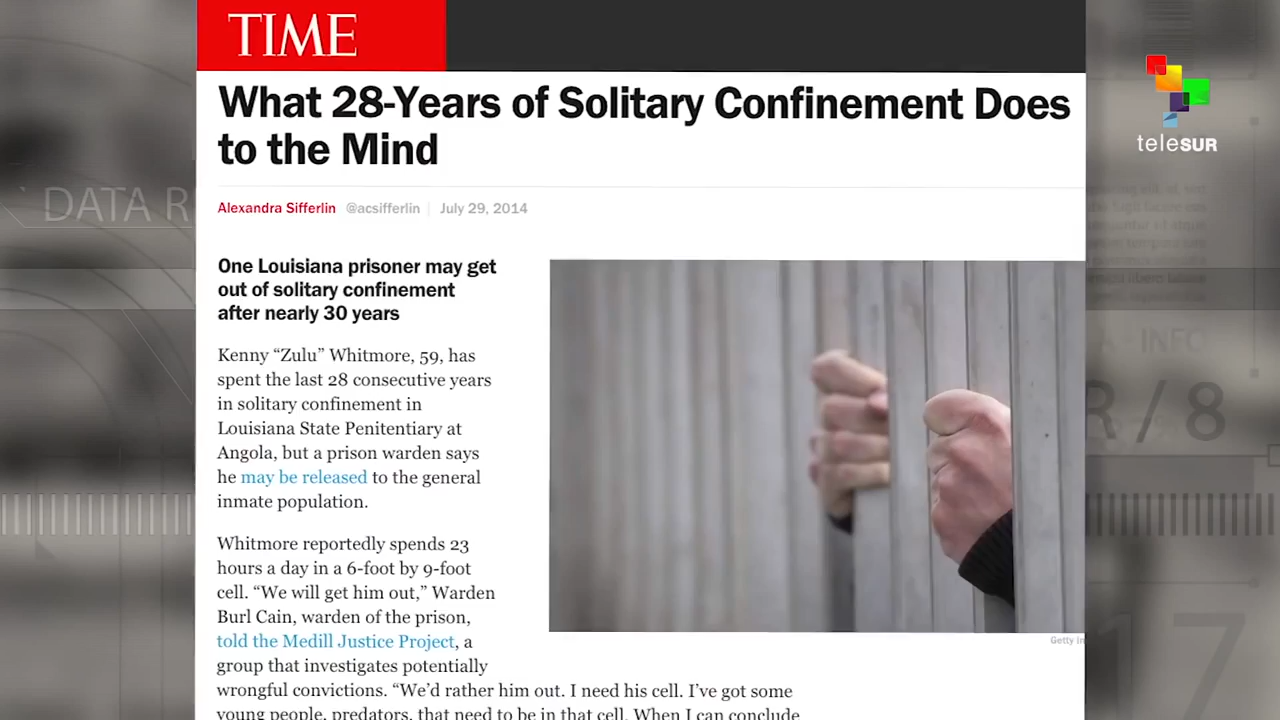 TIME
What 28-Years of Solitary Confinement Does
to the Mind
Alexandra Sifferlin @acsifferlin July 29, 2014
One Louisiana prisoner may get
out of solitary confinement
after nearly 30 years
Kenny “Zulu” Whitmore, 59, has
spent the last 28 consecutive years
in solitary confinement in
Louisiana State Penitentiary at
Angola, but a prison warden says
he may be released to the general
inmate population.
Whitmore reportedly spends 23
hours a day in a 6-foot by 9-foot
cell. “We will get him out,” Warden
Burl Cain, warden of the prison,
told the Medill Justice Project, a
group that investigates potentially
wrongful convictions. “We’d rather him out. I need his cell. I’ve got some
young people, predators, that need to be in that cell. When I can conclude
Getty
teleSUR
DATA R
INFO
R / 8
17